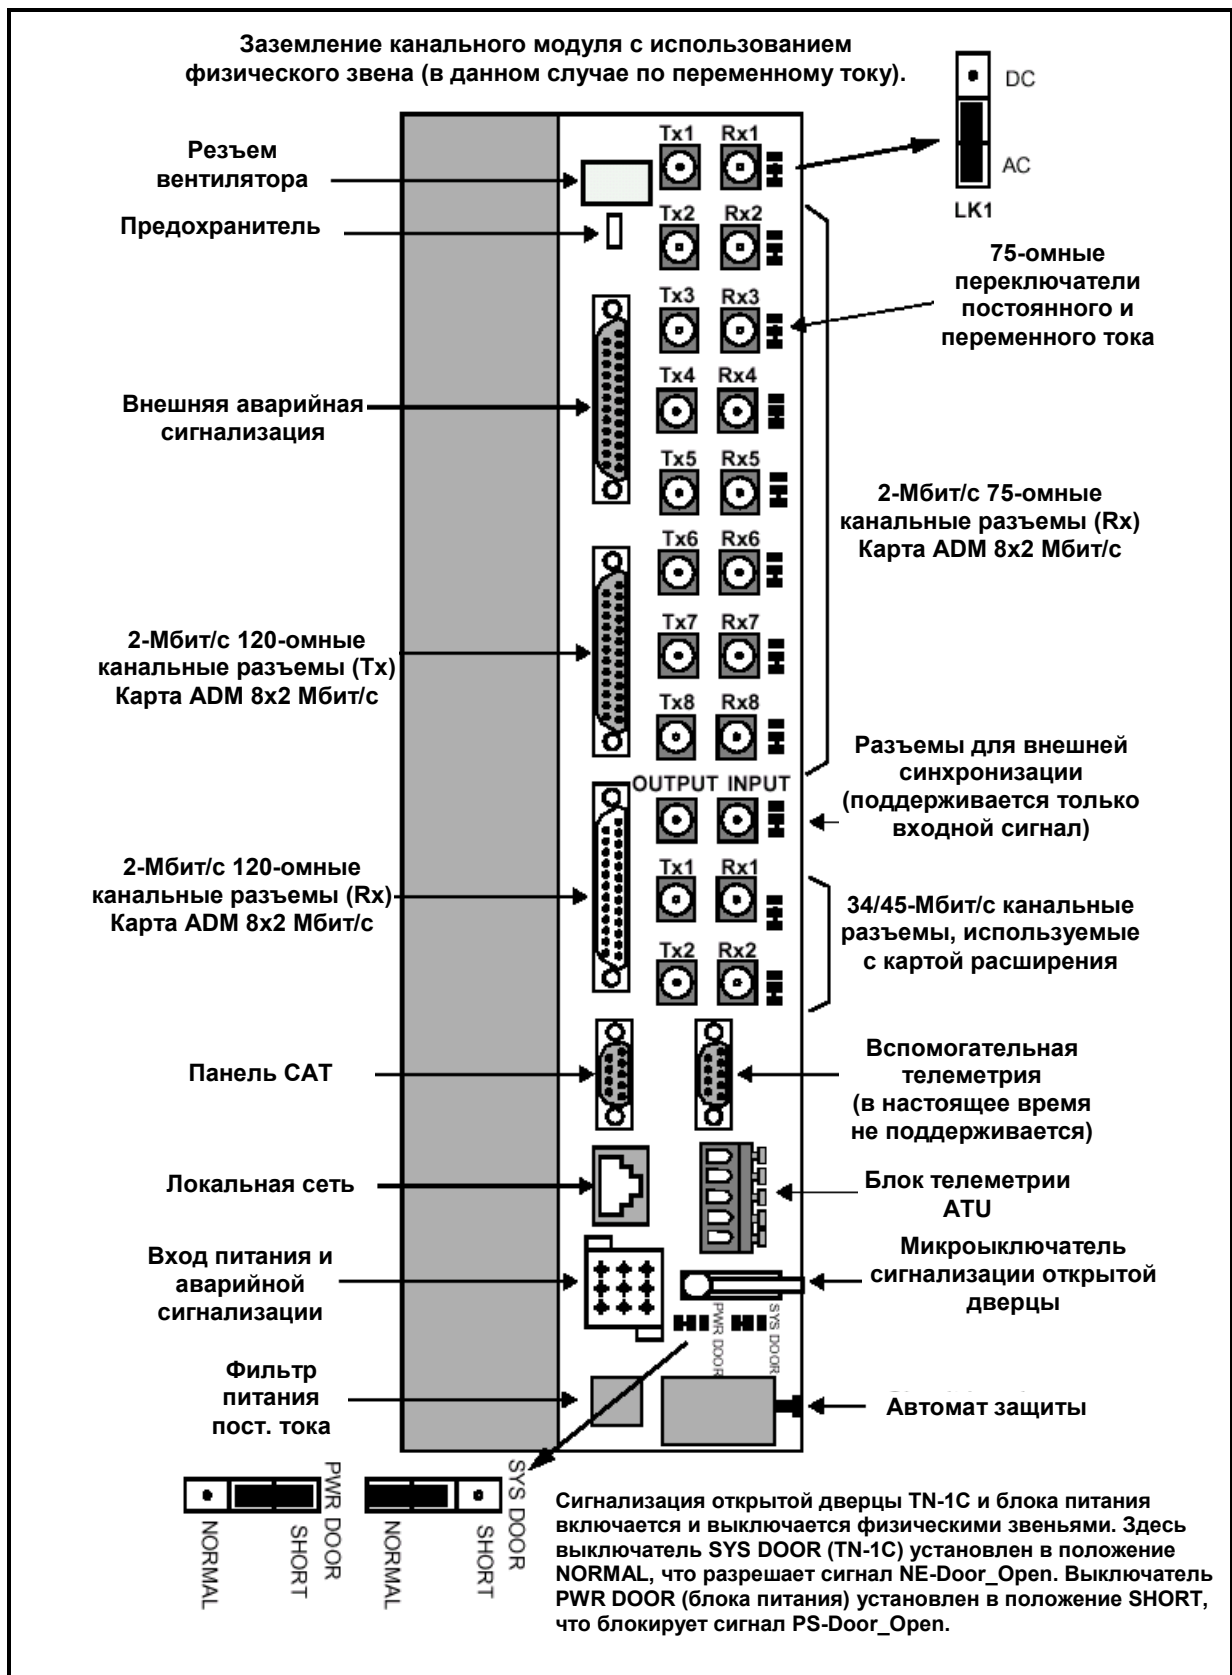 Заземление канального модуля с использованием
физического звена (в данном случае по переменному току).
DC
AC
LK1
Резъем
вентилятора
Предохранитель
Tx1 Rx1
Tx2 Rx2
Tx3 Rx3
Tx4 Rx4
Tx5 Rx5
Tx6 Rx6
Tx7 Rx7
Tx8 Rx8
OUTPUT INPUT
Tx1 Rx1
Tx2 Rx2
75-омные
переключатели
постоянного и
переменного тока
Внешняя аварийная
сигнализация
2-Мбит/с 75-омные
канальные разъемы (Rx)
Карта ADM 8x2 Мбит/с
2-Мбит/с 120-омные
канальные разъемы (Tx)
Карта ADM 8x2 Мбит/с
Разъемы для внешней
синхронизации
(поддерживается только
входной сигнал)
2-Мбит/с 120-омные
канальные разъемы (Rx)
Карта ADM 8x2 Мбит/с
34/45-Мбит/с канальные
разъемы, используемые
с картой расширения
Панель CAT
Вспомогательная
телеметрия
(в настоящее время
не поддерживается)
Локальная сеть
Блок телеметрии
ATU
Вход питания и
аварийной
сигнализации
Микроыключатель
сигнализации открытой
дверцы
PWR DOOR
SYS DOOR
Фильтр
питания
пост. тока
Автомат защиты
NORMAL
SHORT
PWR DOOR
NORMAL
SHORT
SYS DOOR
Сигнализация открытой дверцы TN-1C и блока питания
включается и выключается физическими звеньями. Здесь
выключатель SYS DOOR (TN-1C) установлен в положение
NORMAL, что разрешает сигнал NE-Door_Open. Выключатель
PWR DOOR (блока питания) установлен в положение SHORT,
что блокирует сигнал PS-Door_Open.